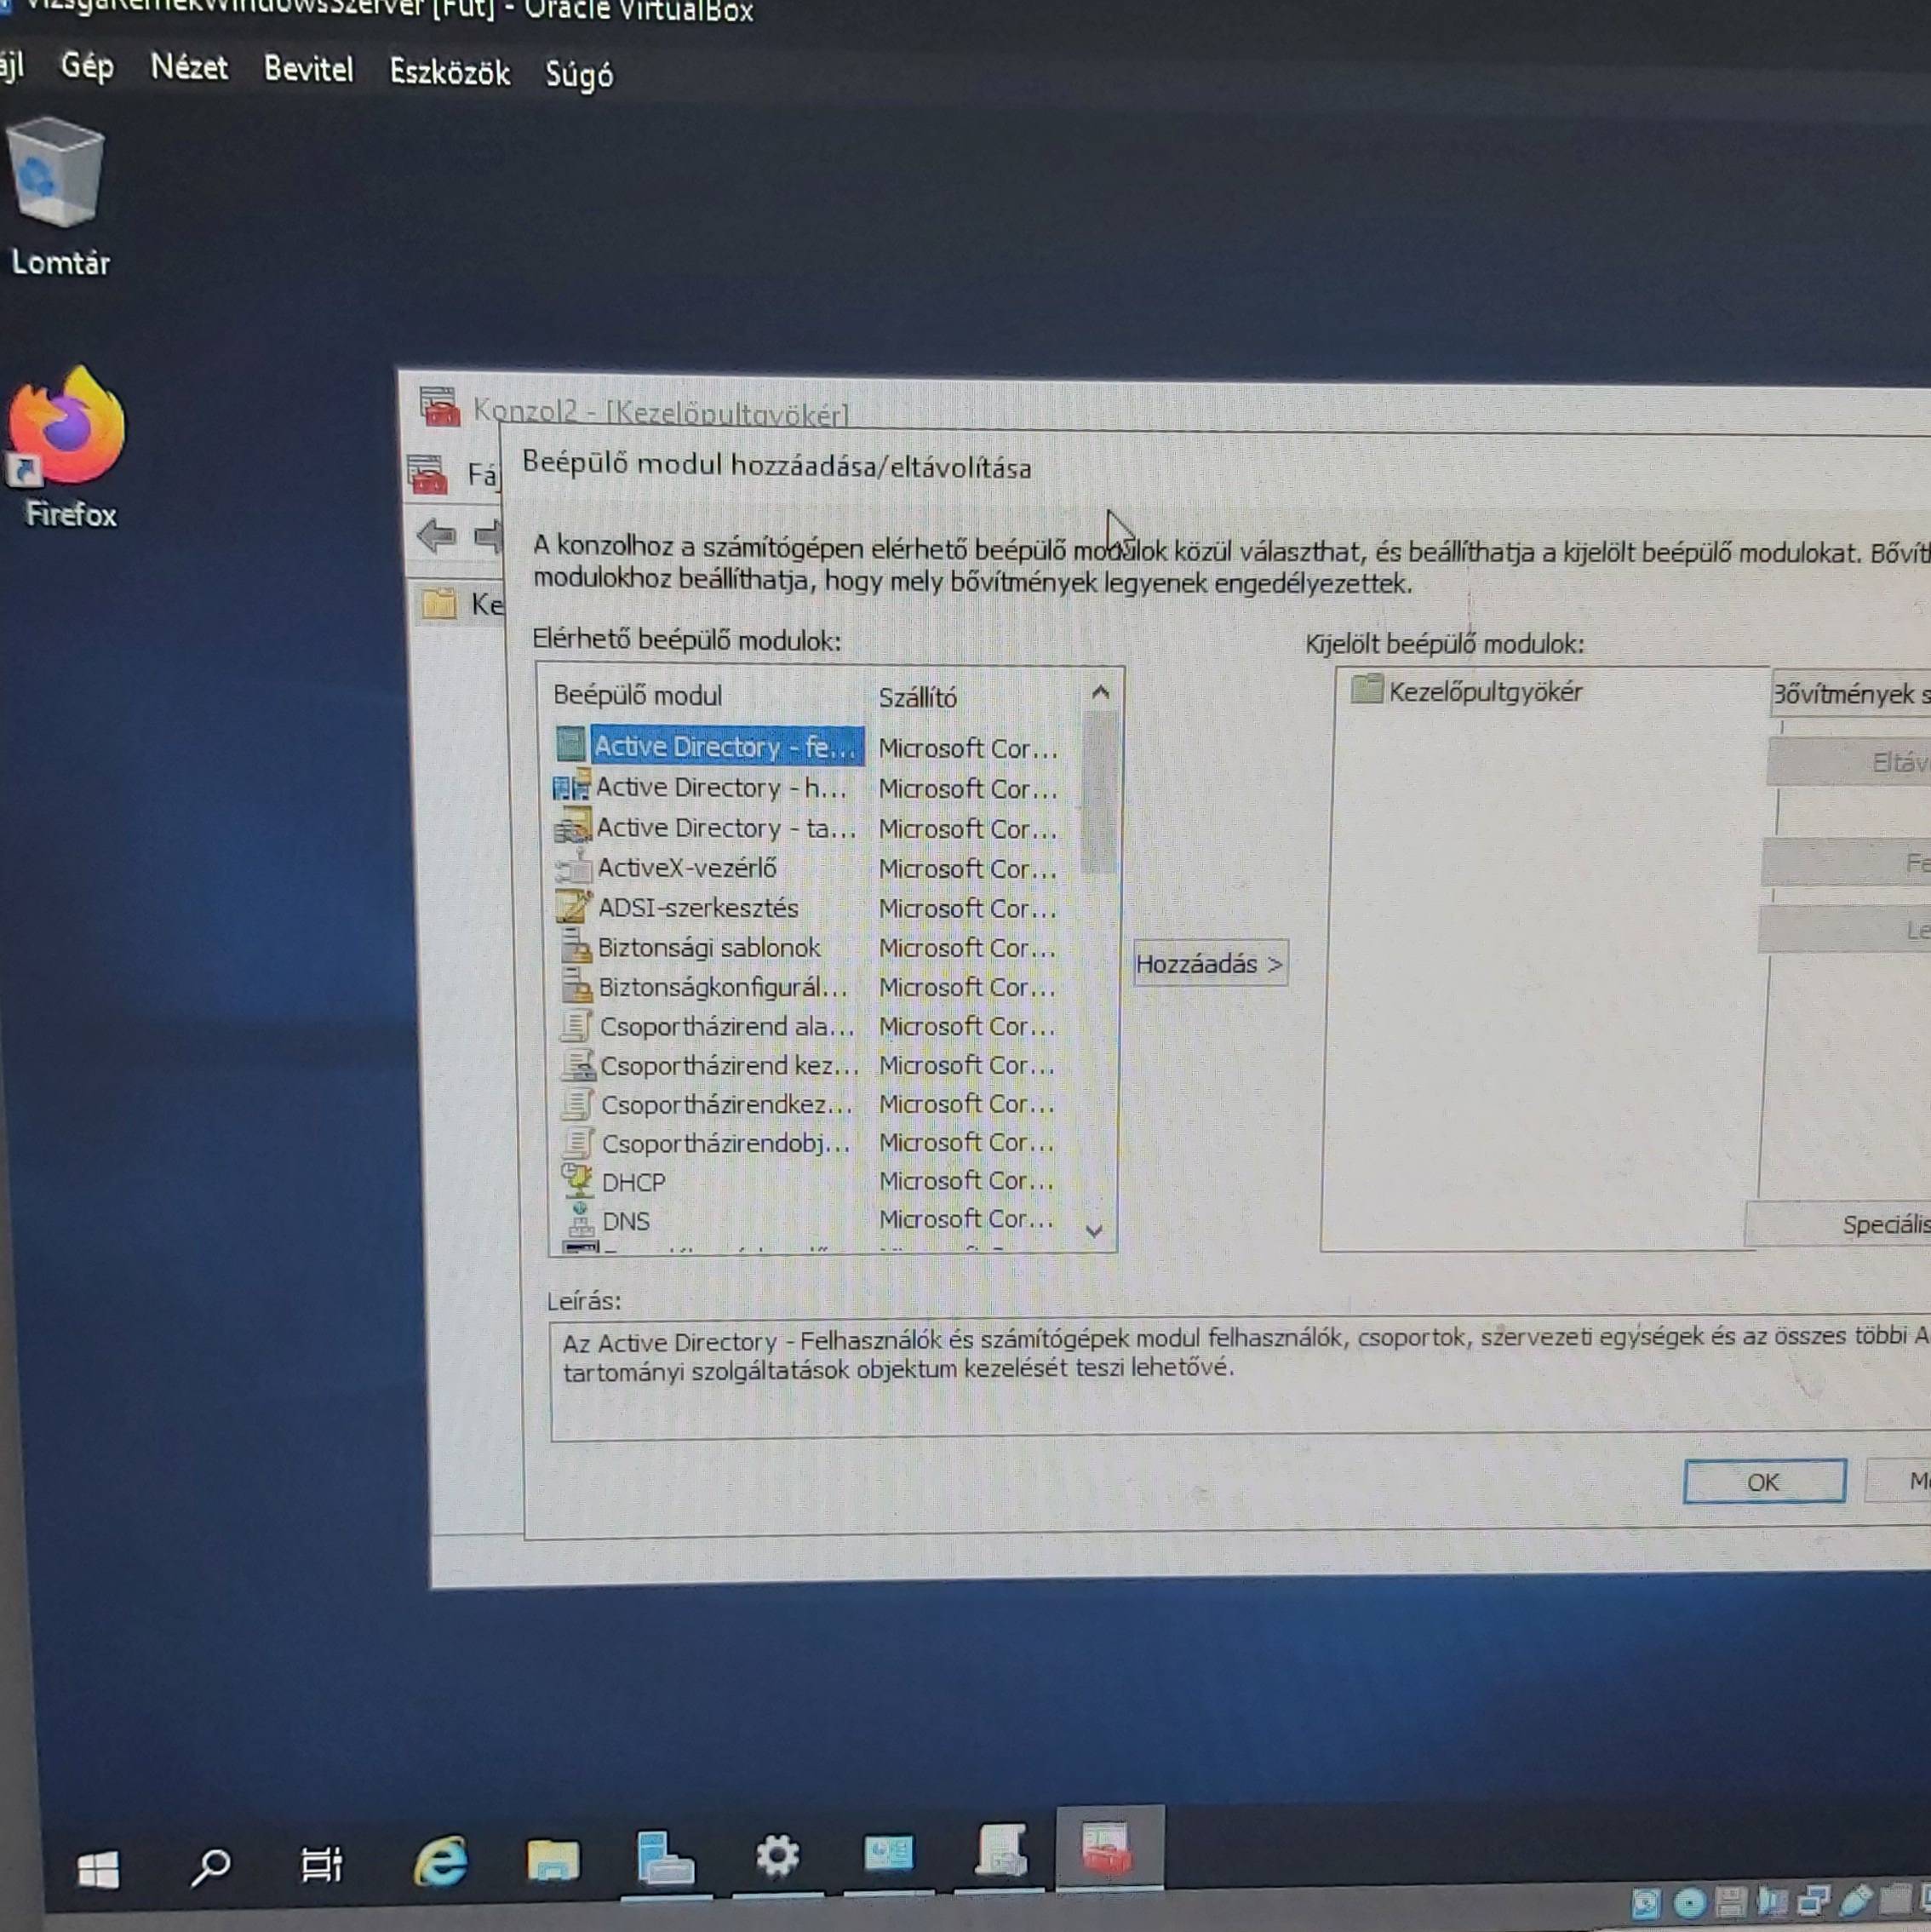 [Fut] - Oracle VirtualBox
Gép Nézet Bevitel Eszközök Súgó
Lomtár
Firefox
Konzol2 - [Kezelőpultgyökér]
Beépülő modul hozzáadása/eltávolítása
A konzolhoz a számítógépen elérhető beépülő modulok közül választhat, és beállíthatja a kijelölt beépülő modulokat.
modulokhoz beállíthatja, hogy mely bővítmények legyenek engedélyezettek.
Elérhető beépülő modulok:
Kijelölt beépülő modulok:
Beépülő modul Szállító
Kezelőpultgyökér
Bővítmények s
Active Directory - fe... Microsoft Cor...
Eltáv
Active Directory - h... Microsoft Cor...
Active Directory - ta... Microsoft Cor...
ActiveX-vezérlő Microsoft Cor...
Fe
ADSI-szerkesztés Microsoft Cor...
Le
Biztonsági sablonok Microsoft Cor...
Hozzáadás >
Biztonságkonfigurál... Microsoft Cor...
Csoportházirend ala... Microsoft Cor...
Csoportházirend kez... Microsoft Cor...
Csoportházirendkez... Microsoft Cor...
Csoportházirendobj... Microsoft Cor...
DHCP Microsoft Cor...
DNS Microsoft Cor...
Speciális
Leírás:
Az Active Directory - Felhasználók és számítógépek modul felhasználók, csoportok, szervezeti egységek és az összes többi A
tartományi szolgáltatások objektum kezelését teszi lehetővé.
OK